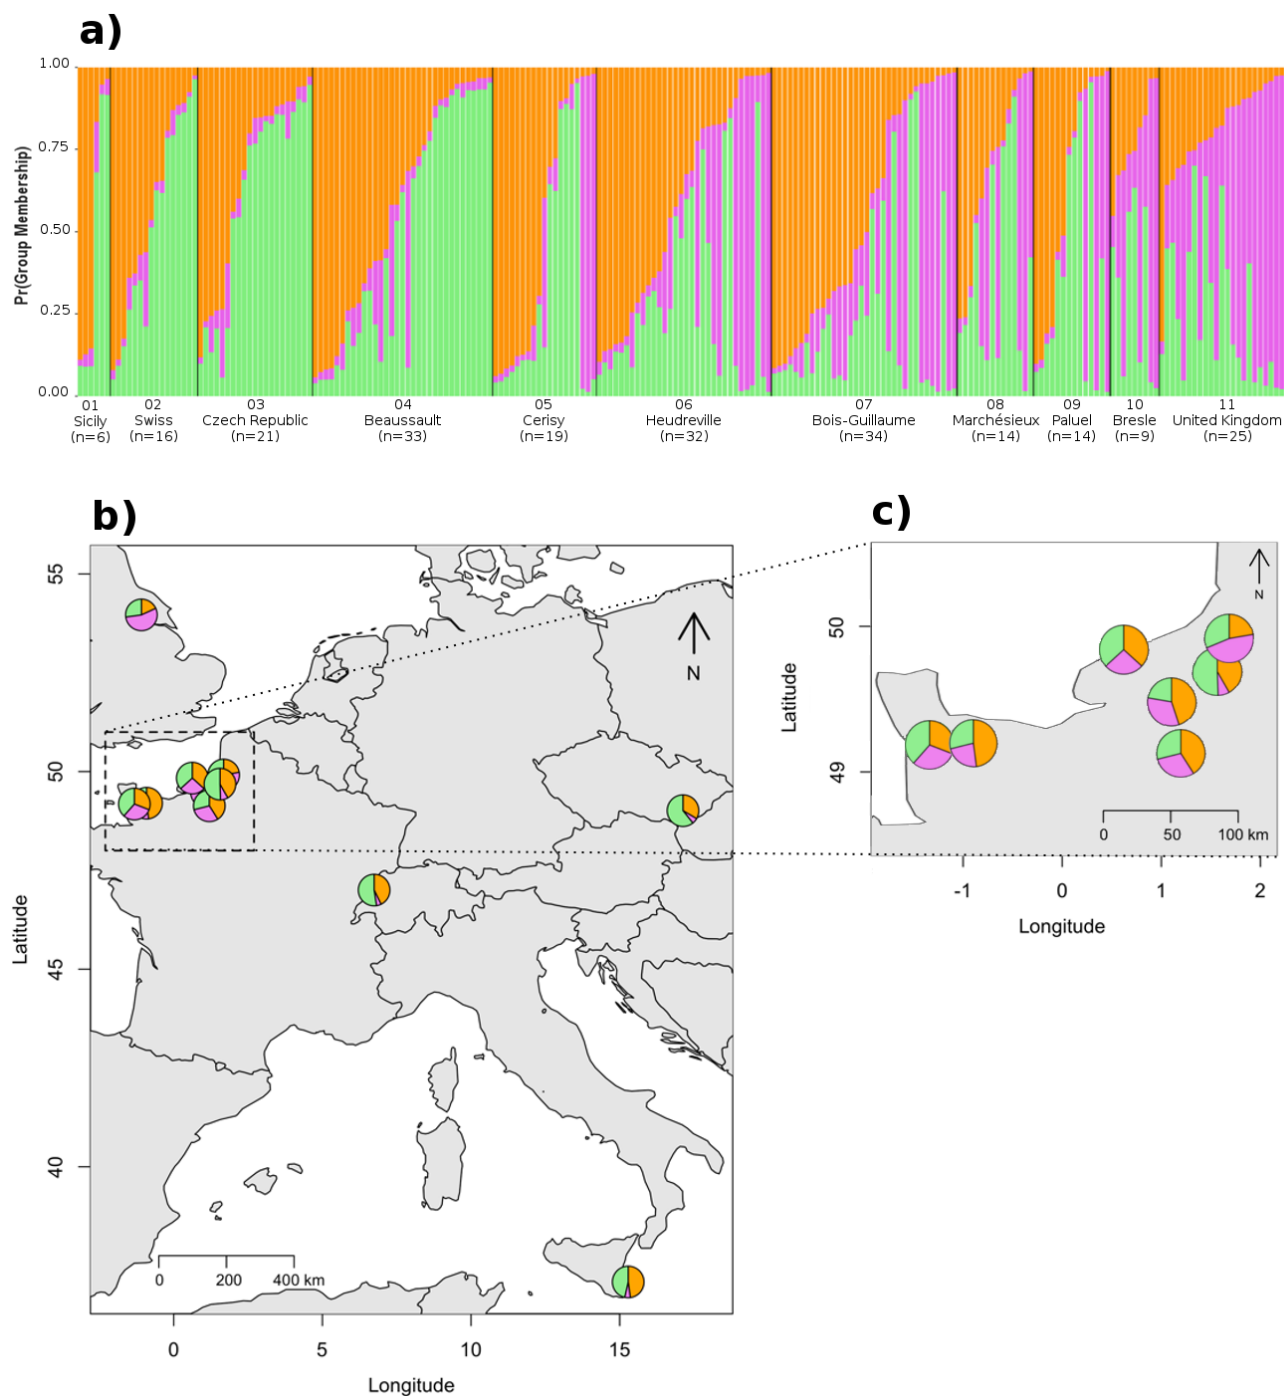 a)
1.00
0.75
0.50
0.25
0.00
Pr(Group Membership)
01 02 03 04 05 06 07 08 09 10 11
Sicily Swiss Czech Republic Beaussault Cerisy Heudreville Bois-Guillaume Marchésieux Paluel Bresle United Kingdom
(n=6) (n=16) (n=21) (n=33) (n=19) (n=32) (n=34) (n=14) (n=14) (n=9) (n=25)
b)
55
50
45
40
Latitude
N
0 200 400 km
0 5 10 15
Longitude
c)
N
50
49
Latitude
0 50 100 km
-1 0 1 2
Longitude